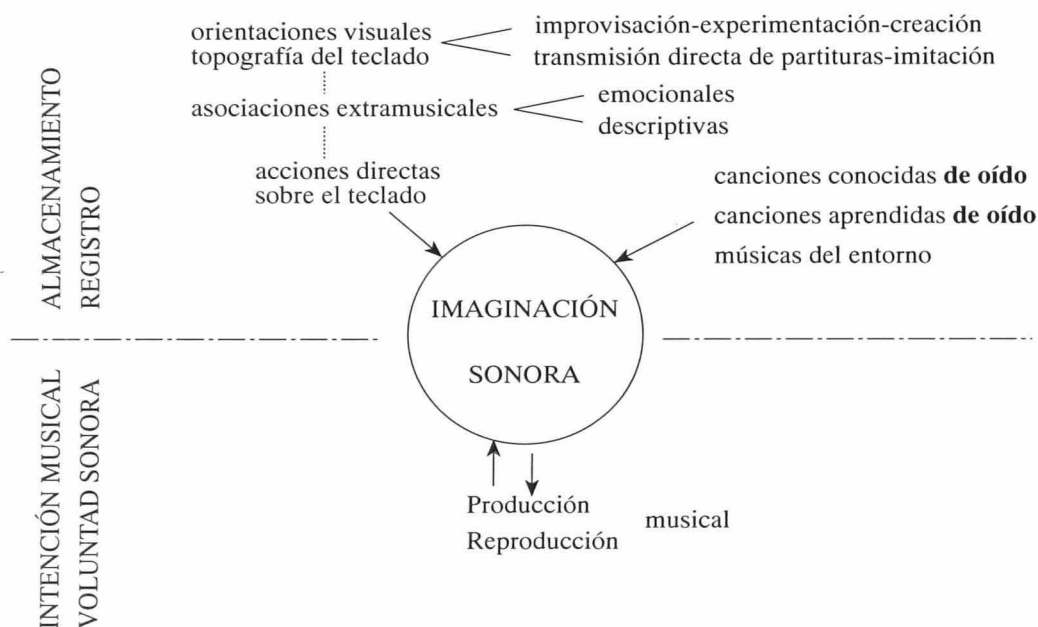 orientaciones visuales
topografía del teclado
improvisación-experimentación-creación
transmisión directa de partituras-imitación
asociaciones extramusicales
emocionales
descriptivas
acciones directas
sobre el teclado
canciones conocidas de oído
canciones aprendidas de oído
músicas del entorno
ALMACENAMIENTO
REGISTRO
IMAGINACIÓN
SONORA
INTENCIÓN MUSICAL
VOLUNTAD SONORA
Producción
Reproducción
musical